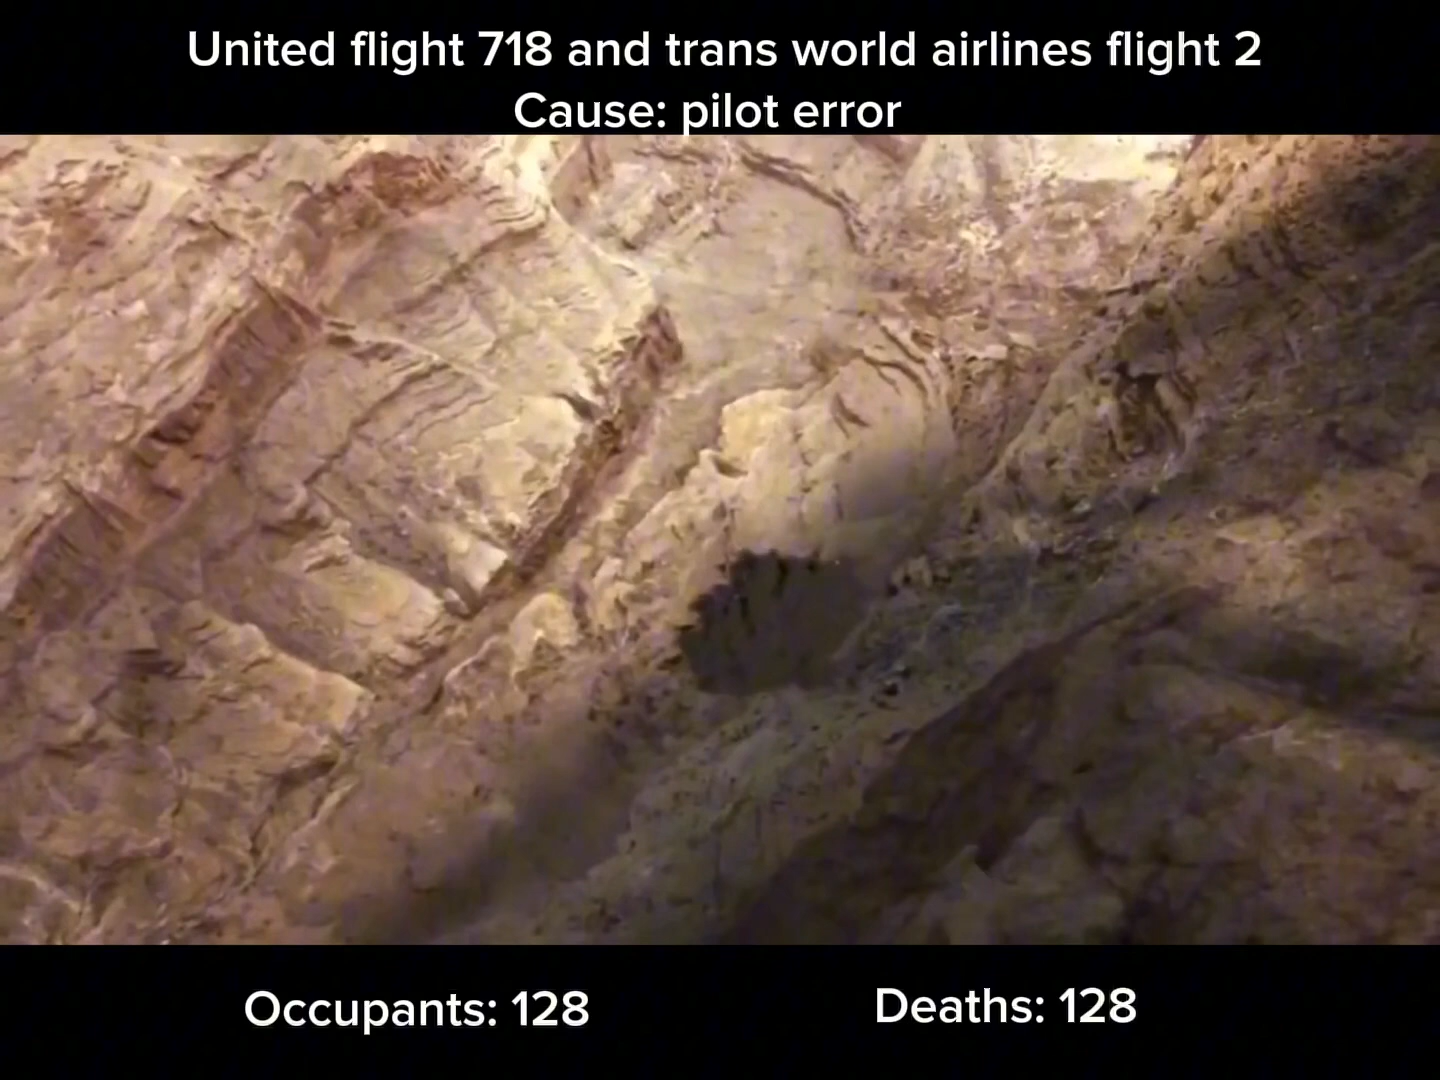 United flight 718 and trans world airlines flight 2
Cause: pilot error
Occupants: 128
Deaths: 128